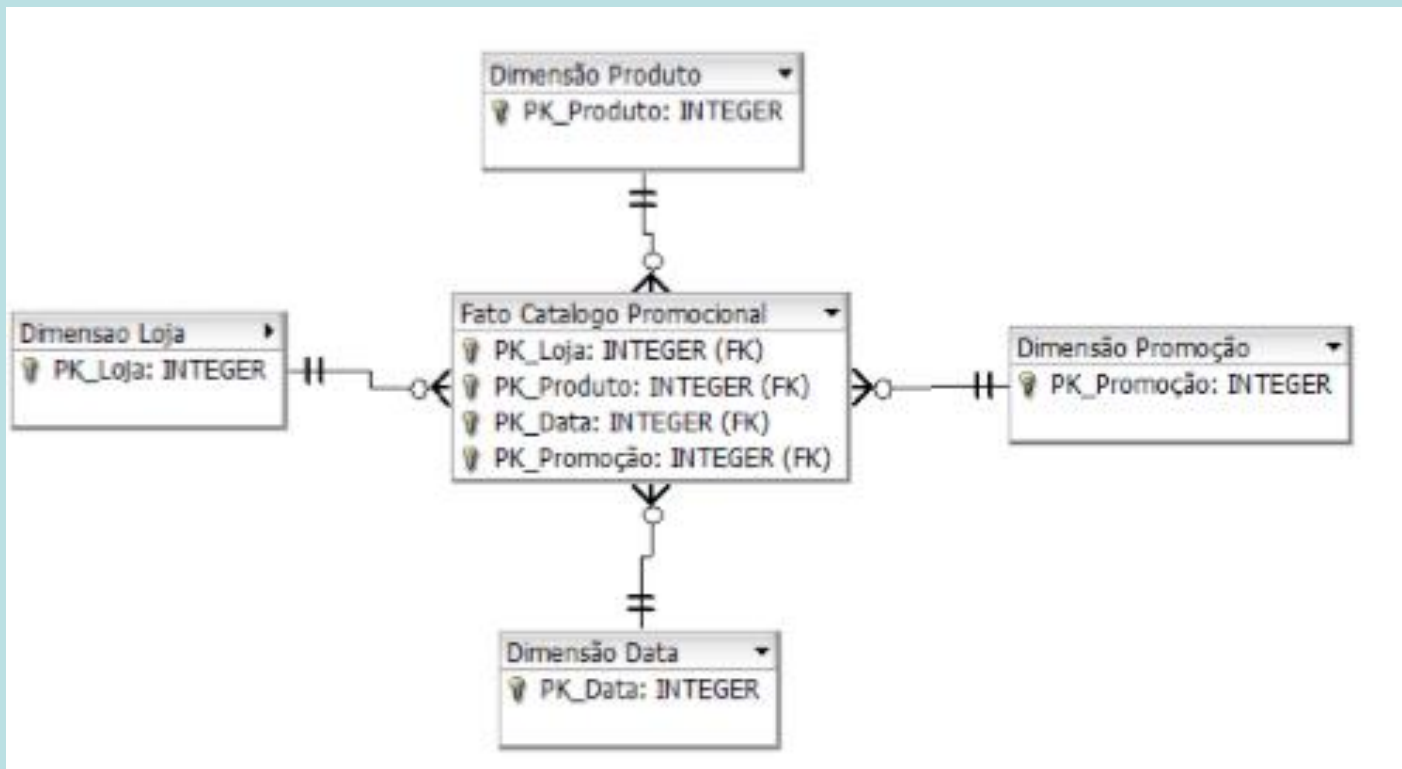 Dimensão Produto
PK_Produto: INTEGER
Dimensao Loja
PK_Loja: INTEGER
Fato Catalogo Promocional
PK_Loja: INTEGER (FK)
PK_Produto: INTEGER (FK)
PK_Data: INTEGER (FK)
PK_Promoção: INTEGER (FK)
Dimensão Promoção
PK_Promoção: INTEGER
Dimensão Data
PK_Data: INTEGER